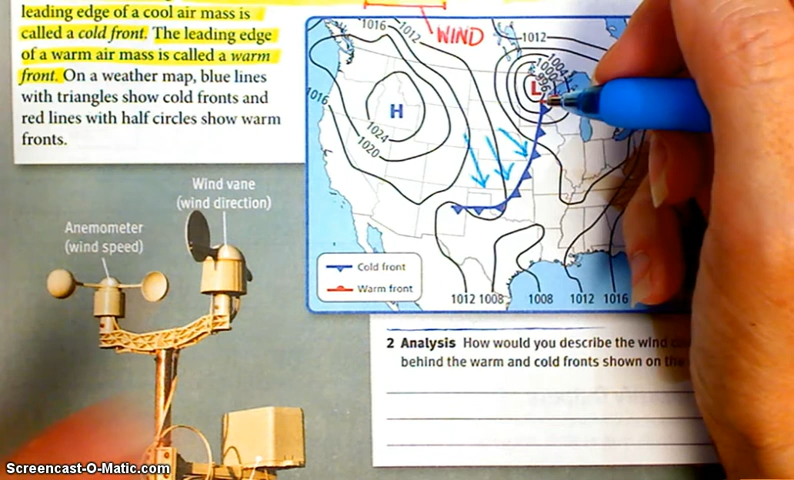 leading edge of a cool air mass is
called a cold front. The leading edge
of a warm air mass is called a warm
front. On a weather map, blue lines
with triangles show cold fronts and
red lines with half circles show warm
fronts.
WIND
1016
1012
1012
1004
1000
996
L
1016
H
1024
1020
Cold front
Warm front
1012 1008 1008 1012 1016
Wind vane
(wind direction)
Anemometer
(wind speed)
2 Analysis How would you describe the wind
behind the warm and cold fronts shown on the
Screencast-O-Matic.com